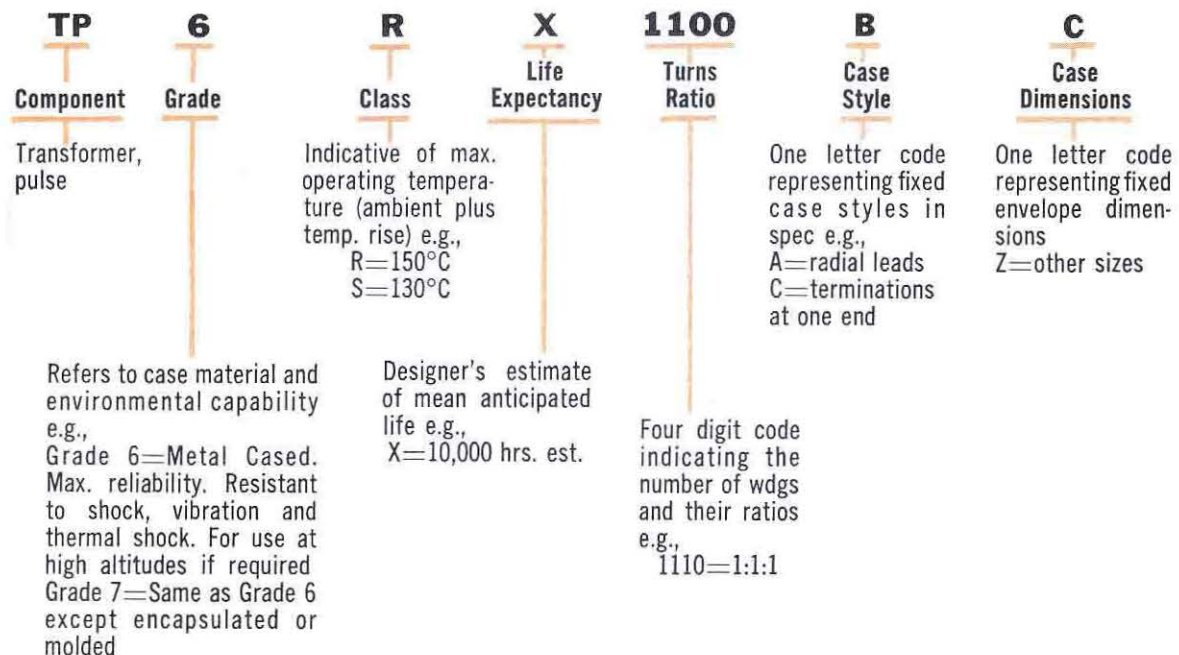 TP 6 R X 1100 B C
Component
Grade
Class
Life
Expectancy
Turns
Ratio
Case
Style
Case
Dimensions
Transformer,
pulse
Refers to case material and
environmental capability
e.g.,
Grade 6=Metal Cased.
Max. reliability. Resistant
to shock, vibration and
thermal shock. For use at
high altitudes if required
Grade 7=Same as Grade 6
except encapsulated or
molded
Indicative of max.
operating tempera-
ture (ambient plus
temp. rise) e.g.,
R=150°C
S=130°C
Designer's estimate
of mean anticipated
life e.g.,
X=10,000 hrs. est.
Four digit code
indicating the
number of wdgs
and their ratios
e.g.,
1110=1:1:1
One letter code
representing fixed
case styles in
spec e.g.,
A=radial leads
C=terminations
at one end
One letter code
representing fixed
envelope dimen-
sions
Z=other sizes